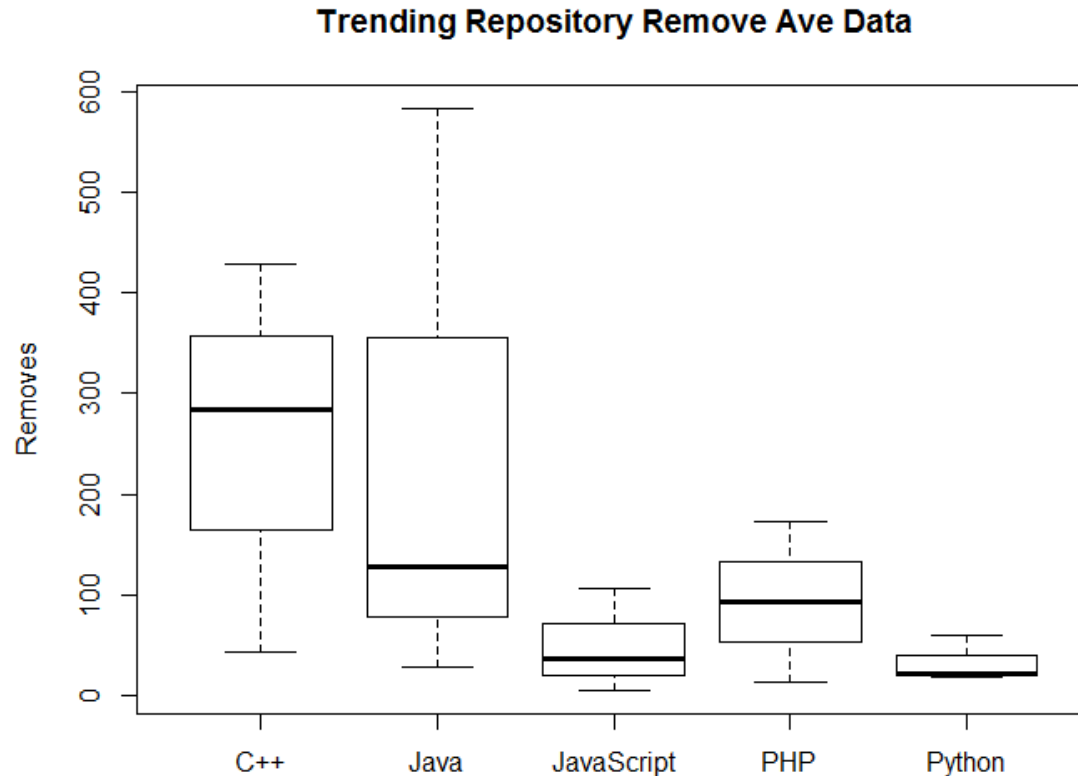 Trending Repository Remove Ave Data
Removes
600
500
400
300
200
100
0
C++ Java JavaScript PHP Python